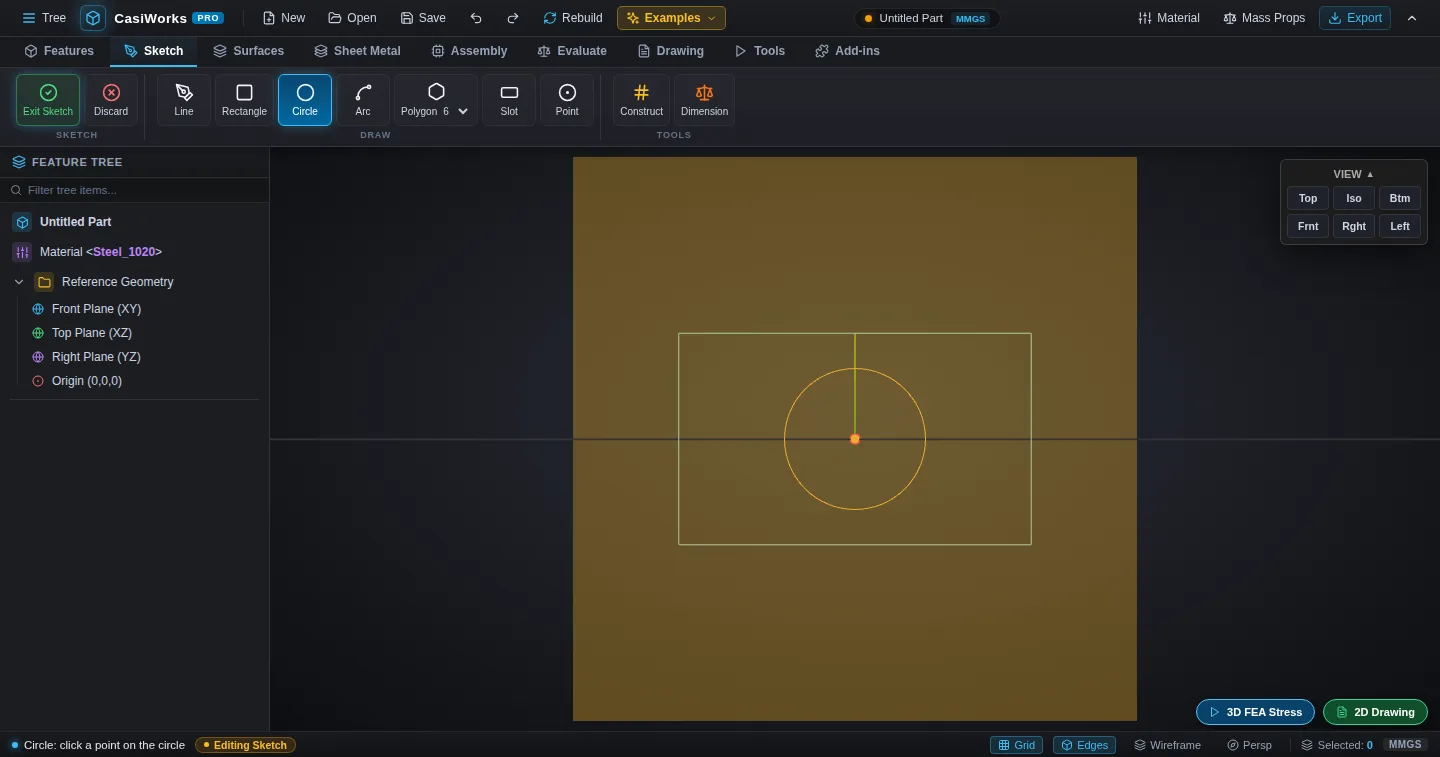 Tree CasiWorks PRO New Open Save Rebuild Examples Untitled Part MMGS Material Mass Props Export
Features Sketch Surfaces Sheet Metal Assembly Evaluate Drawing Tools Add-ins
Exit Sketch Discard Line Rectangle Circle Arc Polygon 6 Slot Point Construct Dimension
SKETCH DRAW TOOLS
FEATURE TREE
Filter tree items...
Untitled Part
Material <Steel_1020>
Reference Geometry
Front Plane (XY)
Top Plane (XZ)
Right Plane (YZ)
Origin (0,0,0)
VIEW ▲
Top Iso Btm
Frnt Rght Left
3D FEA Stress 2D Drawing
Circle: click a point on the circle Editing Sketch Grid Edges Wireframe Persp Selected: 0 MMGS